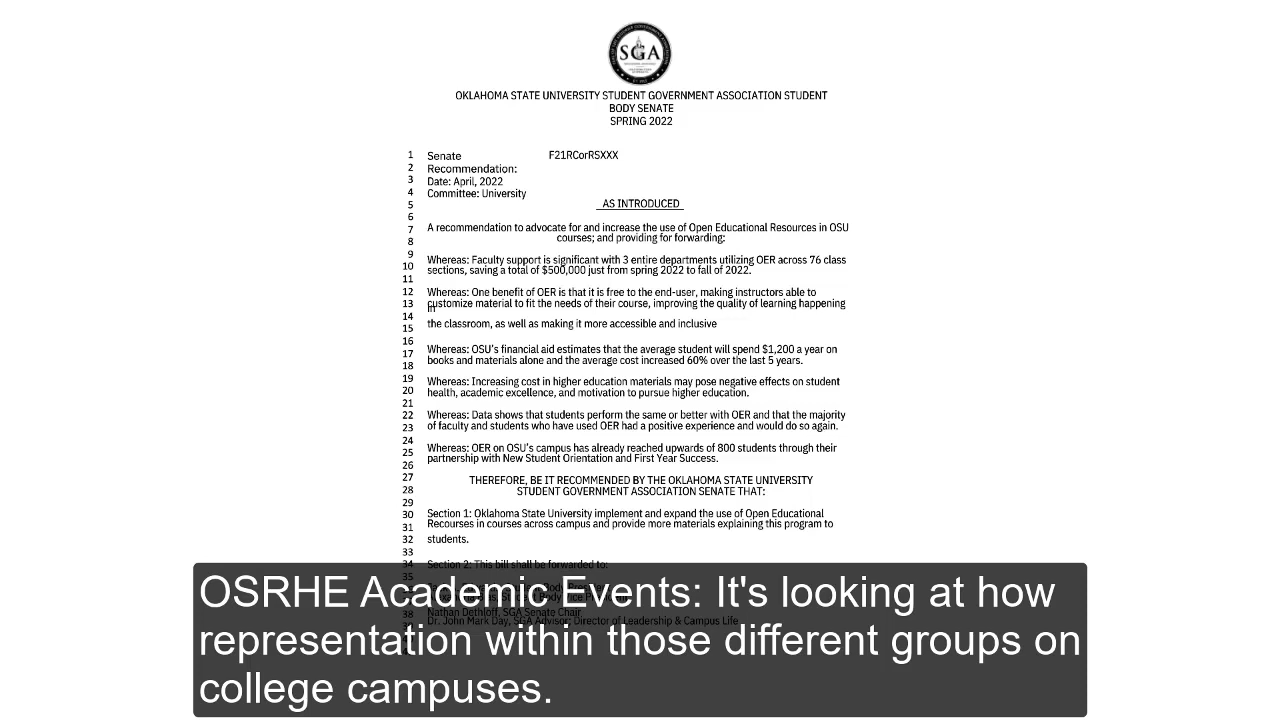 SGA
OKLAHOMA STATE UNIVERSITY STUDENT GOVERNMENT ASSOCIATION STUDENT
BODY SENATE
SPRING 2022
1 Senate F21RCorRSXXX
2 Recommendation:
3 Date: April, 2022
4 Committee: University
5 AS INTRODUCED
6
7 A recommendation to advocate for and increase the use of Open Educational Resources in OSU
8 courses; and providing for forwarding:
9 Whereas: Faculty support is significant with 3 entire departments utilizing OER across 76 class
10 sections, saving a total of $500,000 just from spring 2022 to fall of 2022.
11
12 Whereas: One benefit of OER is that it is free to the end-user, making instructors able to
13 customize material to fit the needs of their course, improving the quality of learning happening
in
14
15 the classroom, as well as making it more accessible and inclusive
16
17 Whereas: OSU's financial aid estimates that the average student will spend $1,200 a year on
18 books and materials alone and the average cost increased 60% over the last 5 years.
19 Whereas: Increasing cost in higher education materials may pose negative effects on student
20 health, academic excellence, and motivation to pursue higher education.
21
22 Whereas: Data shows that students perform the same or better with OER and that the majority
23 of faculty and students who have used OER had a positive experience and would do so again.
24
25 Whereas: OER on OSU's campus has already reached upwards of 800 students through their
26 partnership with New Student Orientation and First Year Success.
27 THEREFORE, BE IT RECOMMENDED BY THE OKLAHOMA STATE UNIVERSITY
28 STUDENT GOVERNMENT ASSOCIATION SENATE THAT:
29
30 Section 1: Oklahoma State University implement and expand the use of Open Educational
31 Recourses in courses across campus and provide more materials explaining this program to
32 students.
33
34 Section 2: This bill shall be forwarded to:
35
38 Nathan Dethloff, SGA Senate Chair
Dr. John Mark Day, SGA Advisor; Director of Leadership & Campus Life
OSRHE Academic Events: It's looking at how
representation within those different groups on
college campuses.